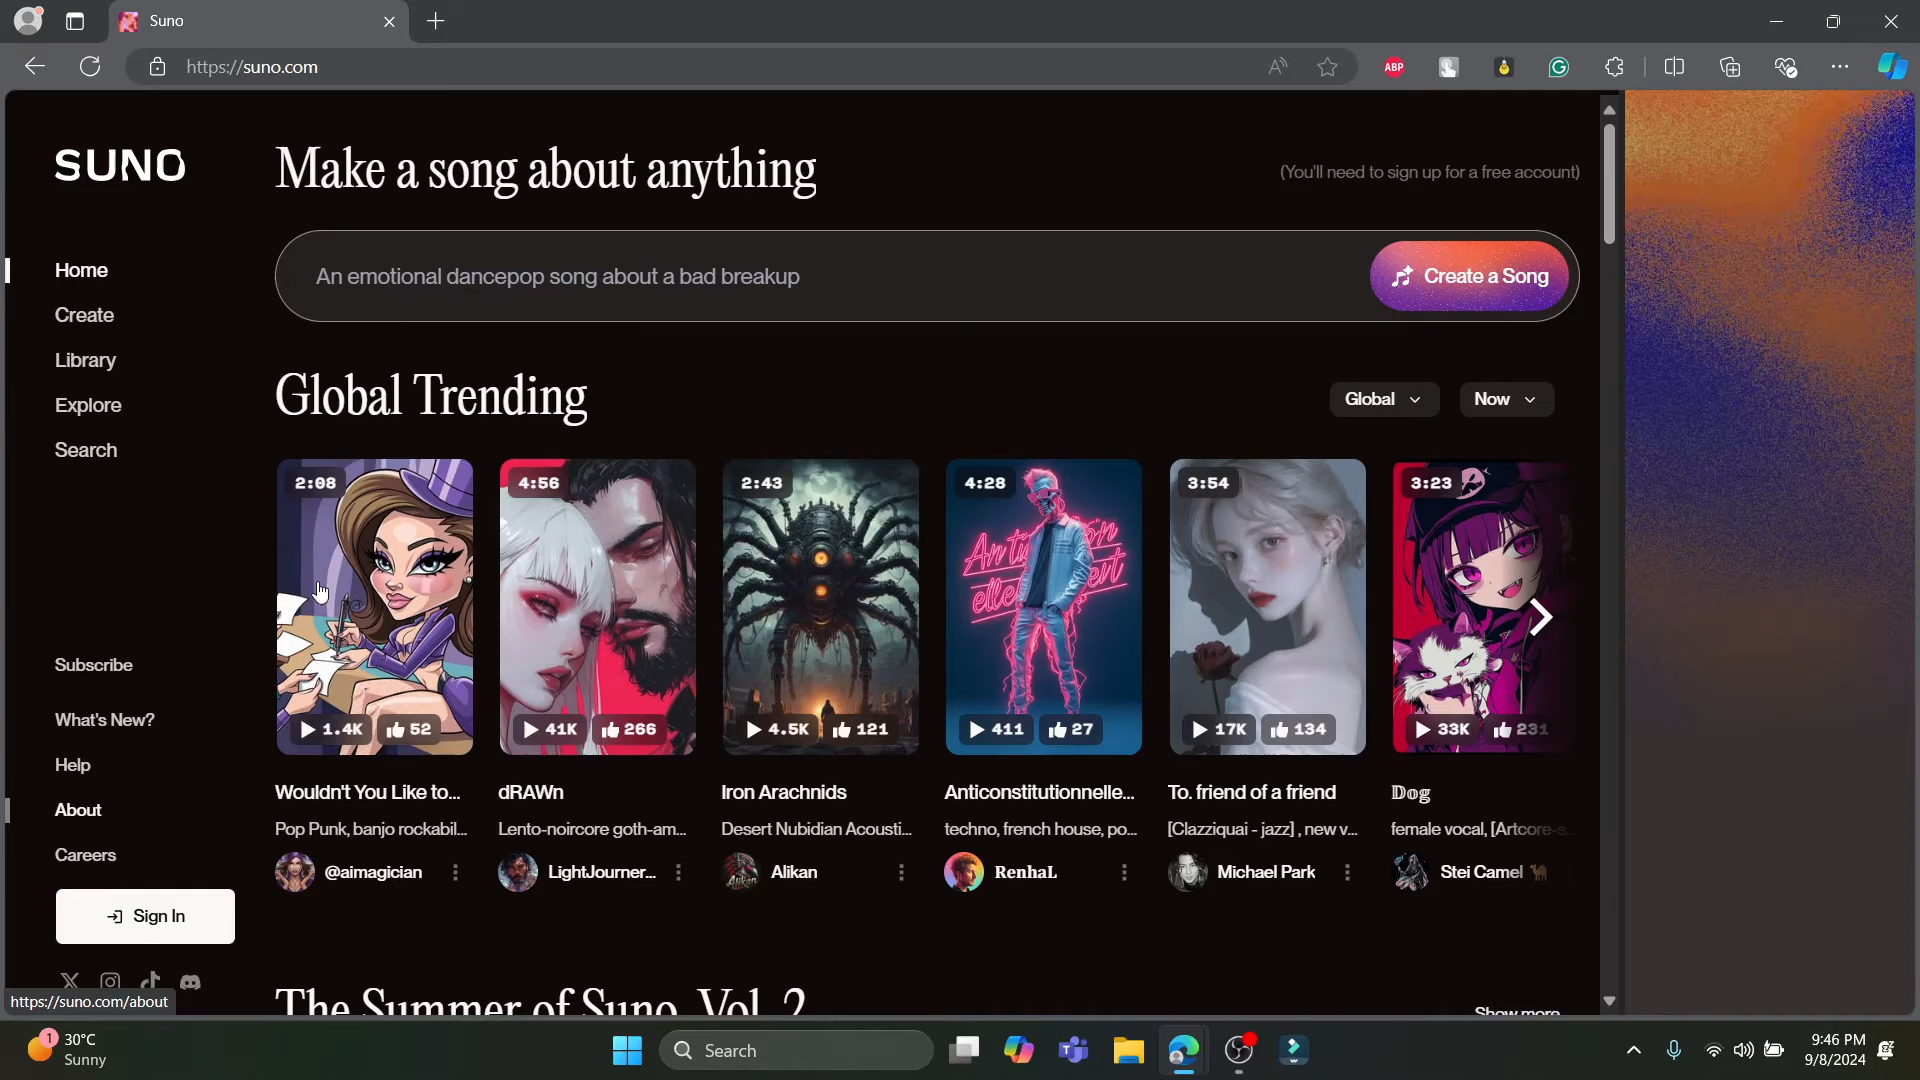 Suno
https://suno.com
ABP
SUNO
Make a song about anything
(You'll need to sign up for a free account)
Home
An emotional dancepop song about a bad breakup
Create a Song
Create
Library
Explore
Search
Global Trending
Global
Now
2:08
4:56
2:43
4:28
3:54
3:23
1.4K
52
41K
266
4.5K
121
411
27
17K
134
33K
231
Wouldn't You Like to...
dRAWn
Iron Arachnids
Anticonstitutionnelle...
To. friend of a friend
𝔻𝕠𝕘
Pop Punk, banjo rockabil...
Lento-noircore goth-am...
Desert Nubidian Acousti...
techno, french house, po...
[Clazziquai - jazz] , new v...
female vocal, [Artcore-s...
@aimagician
LightJourner...
Alikan
RenhaL
Michael Park
Stei Camel
Subscribe
What's New?
Help
About
Careers
Sign In
The Summer of Suno, Vol. 2
Show more
https://suno.com/about
1
30°C
Sunny
Search
9:46 PM
9/8/2024